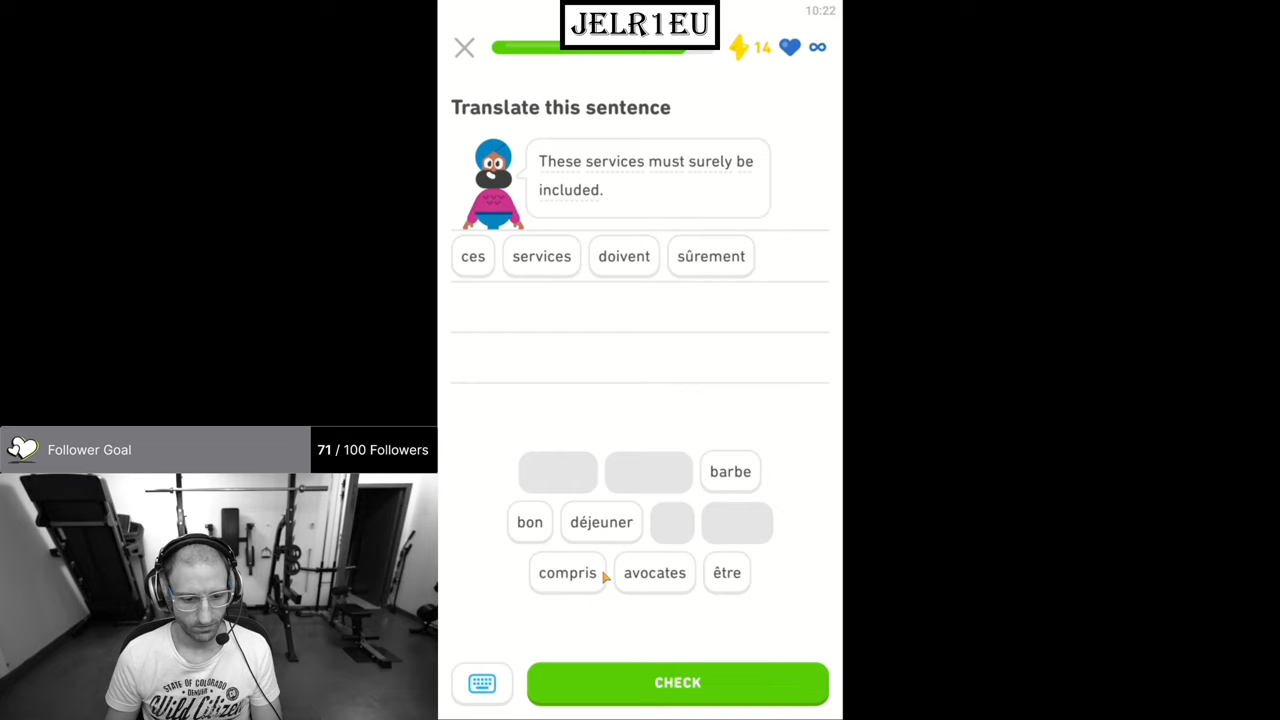 JELR1EU
10:22
14 ∞
Translate this sentence
These services must surely be
included.
ces services doivent sûrement
barbe
bon déjeuner
compris avocates être
CHECK
Follower Goal 71 / 100 Followers
STATE OF COLORADO
DENVER
Wild Citizen